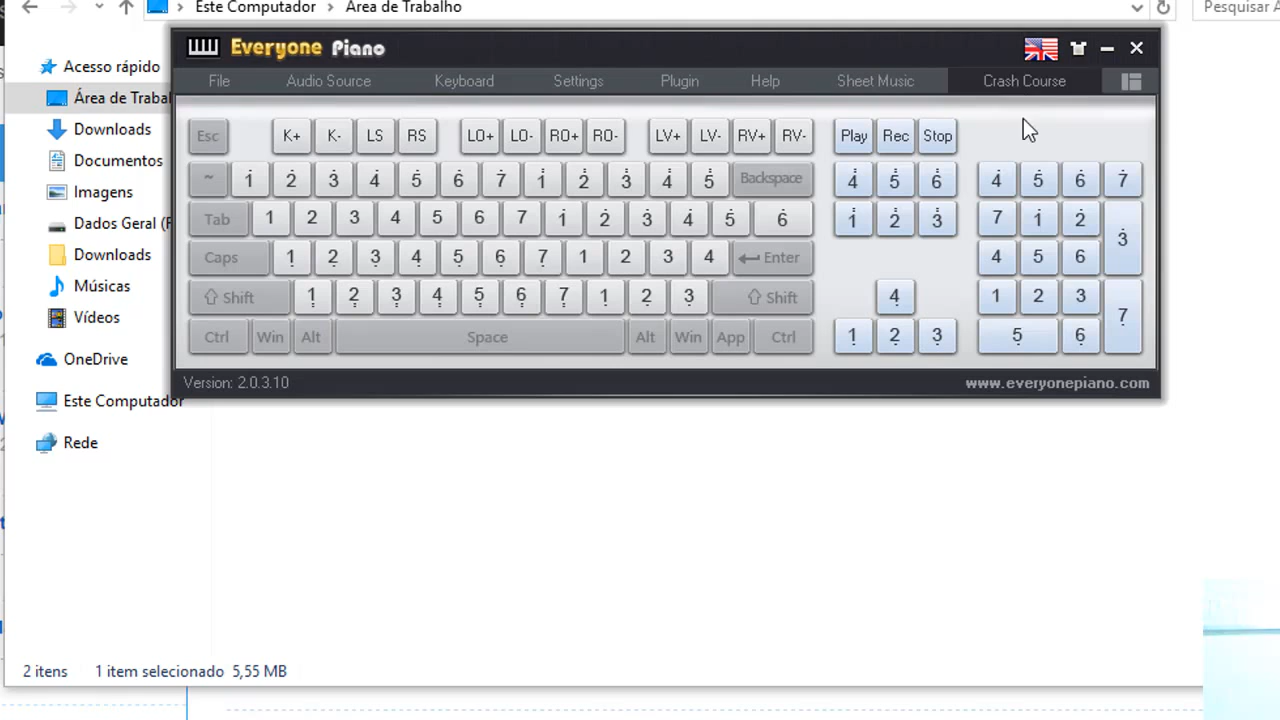 Este Computador > Área de Trabalho
Pesquisar
Acesso rápido
Área de Trabal
Downloads
Documentos
Imagens
Dados Geral (F
Downloads
Músicas
Vídeos
OneDrive
Este Computador
Rede
2 itens 1 item selecionado 5,55 MB
Everyone Piano
File Audio Source Keyboard Settings Plugin Help Sheet Music Crash Course
Esc K+ K- LS RS LO+ LO- RO+ RO- LV+ LV- RV+ RV- Play Rec Stop
~ 1 2 3 4 5 6 7 1 2 3 4 5 Backspace 4 5 6 4 5 6 7
Tab 1 2 3 4 5 6 7 1 2 3 4 5 6 1 2 3 7 1 2 3
Caps 1 2 3 4 5 6 7 1 2 3 4 Enter 4 5 6
Shift 1 2 3 4 5 6 7 1 2 3 Shift 4 1 2 3 7
Ctrl Win Alt Space Alt Win App Ctrl 1 2 3 5 6
Version: 2.0.3.10 www.everyonepiano.com